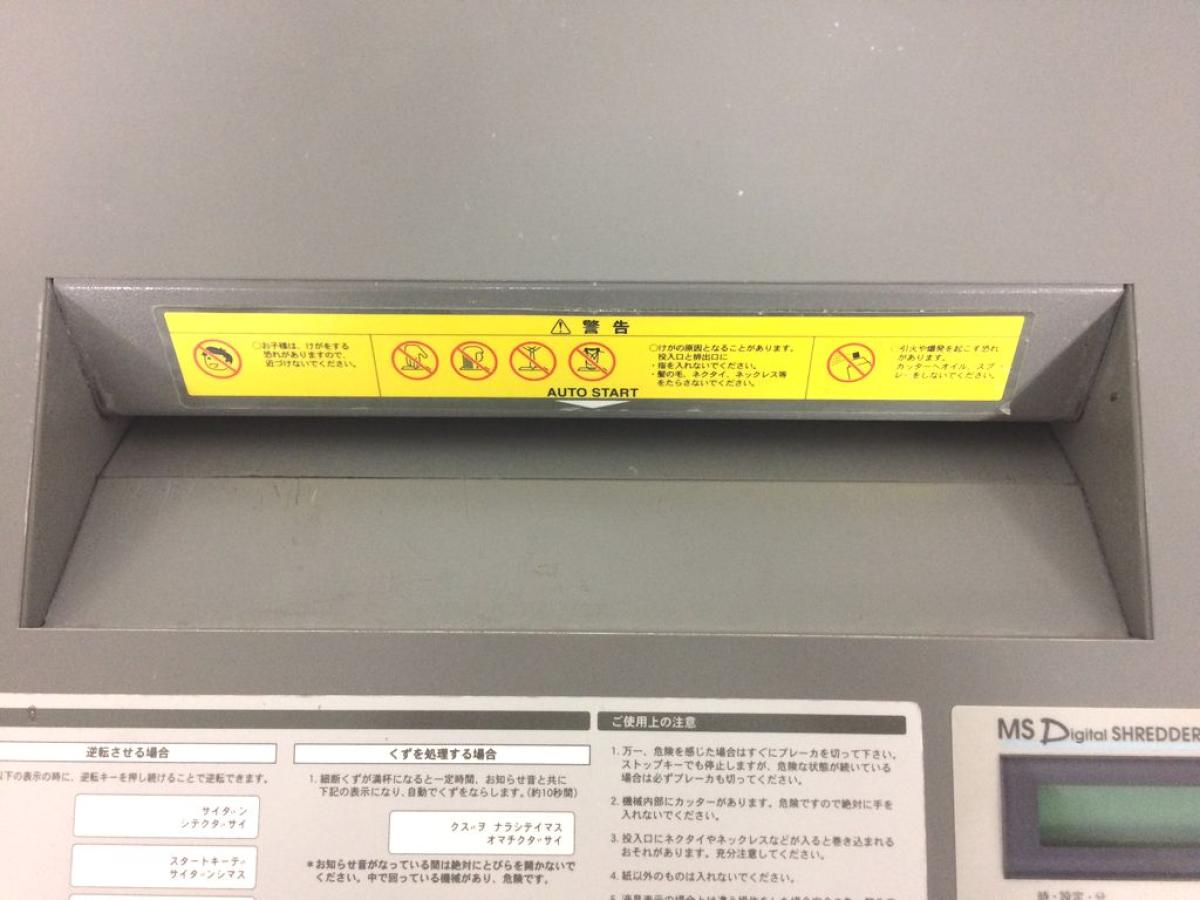 警告
○お子様は、けがをする
恐れがありますので、
近づけないでください。
○けがの原因となることがあります。
投入口と排出口に
・指を入れないでください。
・髪の毛、ネクタイ、ネックレス等
をたらさないでください。
○引火や爆発を起こす恐れ
があります。
カッターへオイル、スプ
レーをしないでください。
AUTO START
逆転させる場合
以下の表示の時に、逆転キーを押し続けることで逆転できます。
サイダン
シテクダサイ
スタートキーデ
サイダンシマス
くずを処理する場合
1. 細断くずが満杯になると一定時間、お知らせ音と共に
下記の表示になり、自動でくずをならします。(約10秒間)
クズヲ ナラシテイマス
オマチクダサイ
*お知らせ音がなっている間は絶対にとびらを開かないで
ください。中で回っている機械があり、危険です。
ご使用上の注意
1. 万一、危険を感じた場合はすぐにブレーカを切って下さい。
ストップキーでも停止しますが、危険な状態が続いている
場合は必ずブレーカも切ってください。
2. 機械内部にカッターがあります。危険ですので絶対に手を
入れないでください。
3. 投入口にネクタイやネックレスなどが入ると巻き込まれる
おそれがあります。充分注意してください。
4. 紙以外のものは入れないでください。
MS Digital SHREDDER
時・設定・分